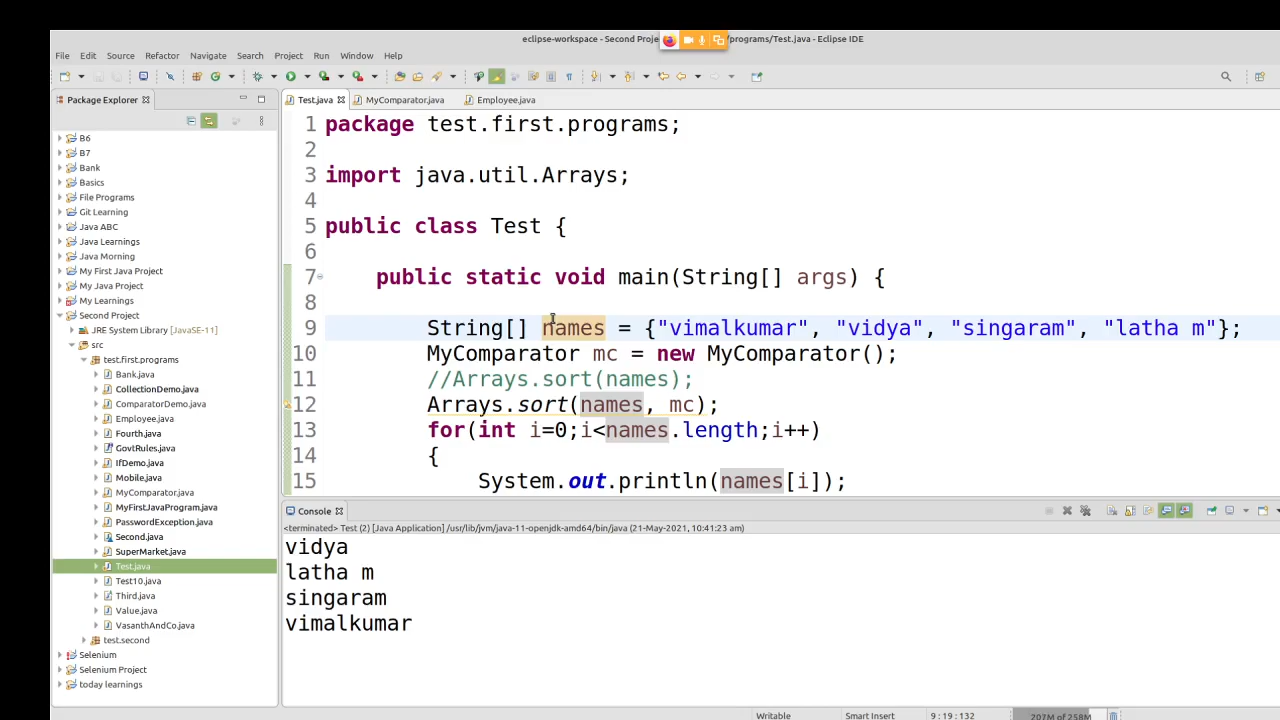 eclipse-workspace - Second Proje /programs/Test.java - Eclipse IDE
File Edit Source Refactor Navigate Search Project Run Window Help
Package Explorer
Test.java MyComparator.java Employee.java
B6
B7
Bank
Basics
File Programs
Git Learning
Java ABC
Java Learnings
Java Morning
My First Java Project
My Java Project
My Learnings
Second Project
JRE System Library [JavaSE-11]
src
test.first.programs
Bank.java
CollectionDemo.java
ComparatorDemo.java
Employee.java
Fourth.java
GovtRules.java
IfDemo.java
Mobile.java
MyComparator.java
MyFirstJavaProgram.java
PasswordException.java
Second.java
SuperMarket.java
Test.java
Test10.java
Third.java
Value.java
VasanthAndCo.java
test.second
Selenium
Selenium Project
today learnings
1 package test.first.programs;
2
3 import java.util.Arrays;
4
5 public class Test {
6
7 public static void main(String[] args) {
8
9 String[] names = {"vimalkumar", "vidya", "singaram", "latha m"};
10 MyComparator mc = new MyComparator();
11 //Arrays.sort(names);
12 Arrays.sort(names, mc);
13 for(int i=0;i<names.length;i++)
14 {
15 System.out.println(names[i]);
Console
<terminated> Test (2) [Java Application] /usr/lib/jvm/java-11-openjdk-amd64/bin/java (21-May-2021, 10:41:23 am)
vidya
latha m
singaram
vimalkumar
Writable Smart Insert 9 : 19 : 132 207M of 258M